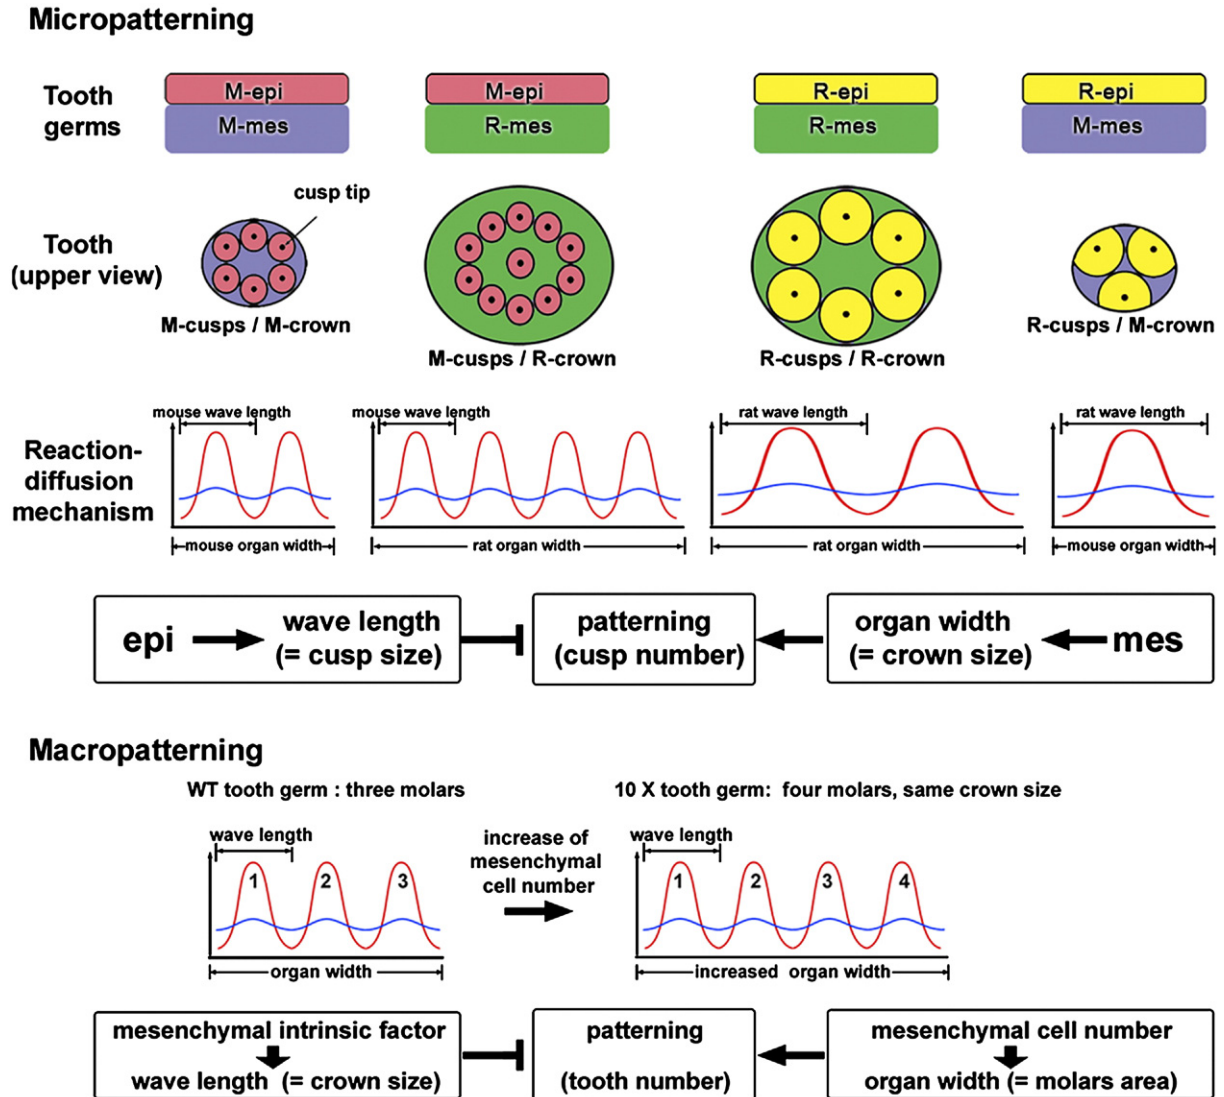 Micropatterning
Tooth germs
M-epi
M-mes
M-epi
R-mes
R-epi
R-mes
R-epi
M-mes
Tooth
(upper view)
cusp tip
M-cusps / M-crown
M-cusps / R-crown
R-cusps / R-crown
R-cusps / M-crown
Reaction-
diffusion
mechanism
mouse wave length
mouse organ width
mouse wave length
rat organ width
rat wave length
rat organ width
rat wave length
mouse organ width
epi
wave length
(= cusp size)
patterning
(cusp number)
organ width
(= crown size)
mes
Macropatterning
WT tooth germ : three molars
10 X tooth germ: four molars, same crown size
wave length
1 2 3
organ width
increase of
mesenchymal
cell number
wave length
1 2 3 4
increased organ width
mesenchymal intrinsic factor
wave length (= crown size)
patterning
(tooth number)
mesenchymal cell number
organ width (= molars area)